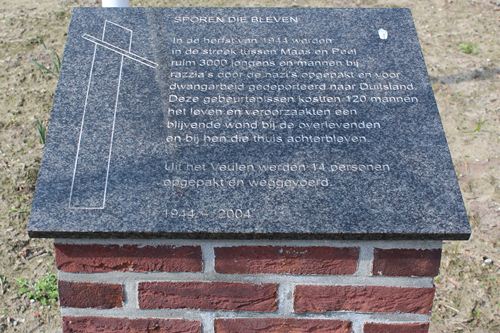 SPOREN DIE BLEVEN
In de herfst van 1944 werden
in de streek tussen Maas en Peel
ruim 3000 jongens en mannen bij
razzia's door de nazi's opgepakt en voor
dwangarbeid gedeporteerd naar Duitsland.
Deze gebeurtenissen kostten 120 mannen
het leven en veroorzaakten een
blijvende wond bij de overlevenden
en bij hen die thuis achterbleven.
Uit het Veulen werden 14 personen
opgepakt en weggevoerd.
1944 - 2004